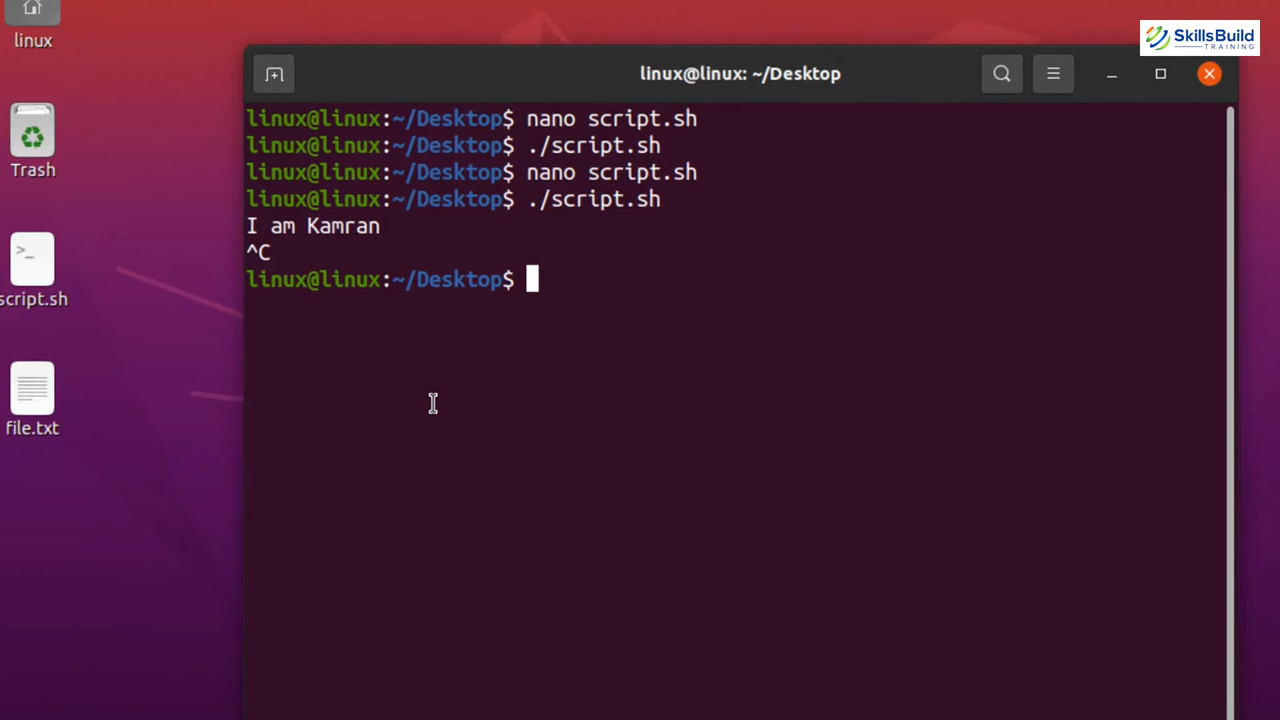 SkillsBuild
TRAINING
linux
Trash
script.sh
file.txt
linux@linux: ~/Desktop
linux@linux:~/Desktop$ nano script.sh
linux@linux:~/Desktop$ ./script.sh
linux@linux:~/Desktop$ nano script.sh
linux@linux:~/Desktop$ ./script.sh
I am Kamran
^C
linux@linux:~/Desktop$